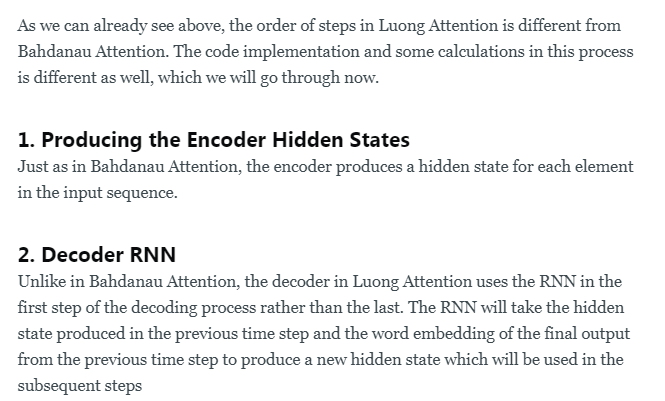 As we can already see above, the order of steps in Luong Attention is different from
Bahdanau Attention. The code implementation and some calculations in this process
is different as well, which we will go through now.
1. Producing the Encoder Hidden States
Just as in Bahdanau Attention, the encoder produces a hidden state for each element
in the input sequence.
2. Decoder RNN
Unlike in Bahdanau Attention, the decoder in Luong Attention uses the RNN in the
first step of the decoding process rather than the last. The RNN will take the hidden
state produced in the previous time step and the word embedding of the final output
from the previous time step to produce a new hidden state which will be used in the
subsequent steps